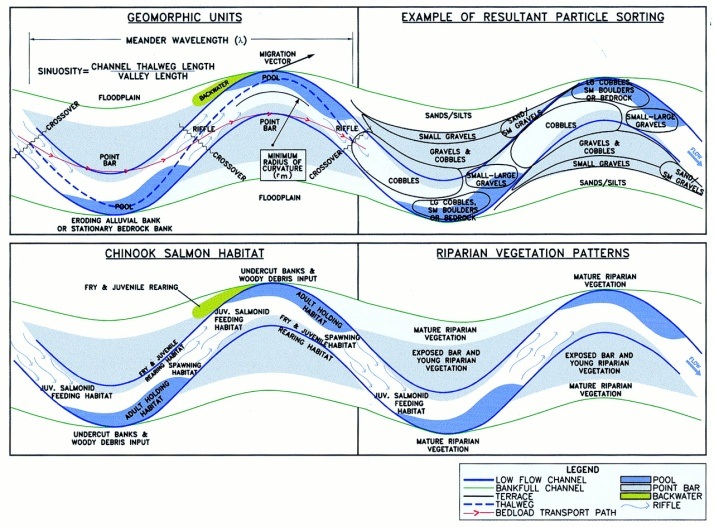 GEOMORPHIC UNITS
MEANDER WAVELENGTH (λ)
MIGRATION
VECTOR
SINUOSITY= CHANNEL THALWEG LENGTH
VALLEY LENGTH
POOL
BACKWATER
FLOODPLAIN
CROSSOVER
POINT
BAR
RIFFLE
RIFFLE
POINT
BAR
CROSSOVER
CROSSOVER
MINIMUM
RADIUS OF
CURVATURE
(rm)
POOL
FLOODPLAIN
ERODING ALLUVIAL BANK
OR STATIONARY BEDROCK BANK
EXAMPLE OF RESULTANT PARTICLE SORTING
LG COBBLES,
SM BOULDERS
OR BEDROCK
SANDS/SILTS
SAND/
SM GRAVELS
SMALL-LARGE
GRAVELS
COBBLES
SMALL GRAVELS
GRAVELS &
COBBLES
GRAVELS &
COBBLES
SMALL GRAVELS
FLOW
COBBLES
SMALL-LARGE
GRAVELS
SANDS/SILTS
SAND/
SM GRAVELS
LG COBBLES,
SM BOULDERS
OR BEDROCK
CHINOOK SALMON HABITAT
UNDERCUT BANKS &
WOODY DEBRIS INPUT
FRY & JUVENILE REARING
ADULT HOLDING
HABITAT
JUV. SALMONID
FEEDING
HABITAT
FRY & JUVENILE
REARING HABITAT
SPAWNING
HABITAT
FRY & JUVENILE
REARING HABITAT
SPAWNING
HABITAT
JUV. SALMONID
FEEDING HABITAT
ADULT HOLDING
HABITAT
UNDERCUT BANKS &
WOODY DEBRIS INPUT
RIPARIAN VEGETATION PATTERNS
MATURE RIPARIAN
VEGETATION
MATURE RIPARIAN
VEGETATION
EXPOSED BAR AND
YOUNG RIPARIAN
VEGETATION
EXPOSED BAR AND
YOUNG RIPARIAN
VEGETATION
FLOW
JUV. SALMONID
FEEDING
HABITAT
MATURE RIPARIAN
VEGETATION
MATURE RIPARIAN
VEGETATION
LEGEND
LOW FLOW CHANNEL
BANKFULL CHANNEL
TERRACE
THALWEG
BEDLOAD TRANSPORT PATH
POOL
POINT BAR
BACKWATER
RIFFLE